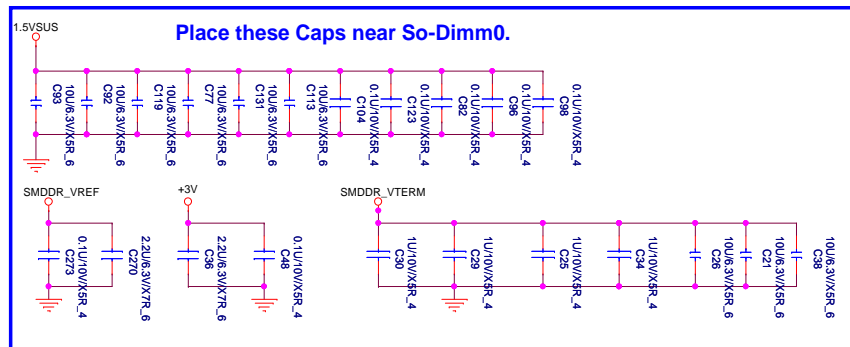 Place these Caps near So-Dimm0.
1.5VSUS
C93
10U/6.3V/X5R_6
C92
10U/6.3V/X5R_6
C119
10U/6.3V/X5R_6
C77
10U/6.3V/X5R_6
C131
10U/6.3V/X5R_6
C113
10U/6.3V/X5R_6
C104
0.1U/10V/X5R_4
C123
0.1U/10V/X5R_4
C82
0.1U/10V/X5R_4
C96
0.1U/10V/X5R_4
C98
0.1U/10V/X5R_4
SMDDR_VREF
C273
0.1U/10V/X5R_4
C270
2.2U/6.3V/X7R_6
+3V
C36
2.2U/6.3V/X7R_6
C48
0.1U/10V/X5R_4
SMDDR_VTERM
C30
1U/10V/X5R_4
C29
1U/10V/X5R_4
C25
1U/10V/X5R_4
C34
1U/10V/X5R_4
C26
10U/6.3V/X5R_6
C21
10U/6.3V/X5R_6
C38
10U/6.3V/X5R_6